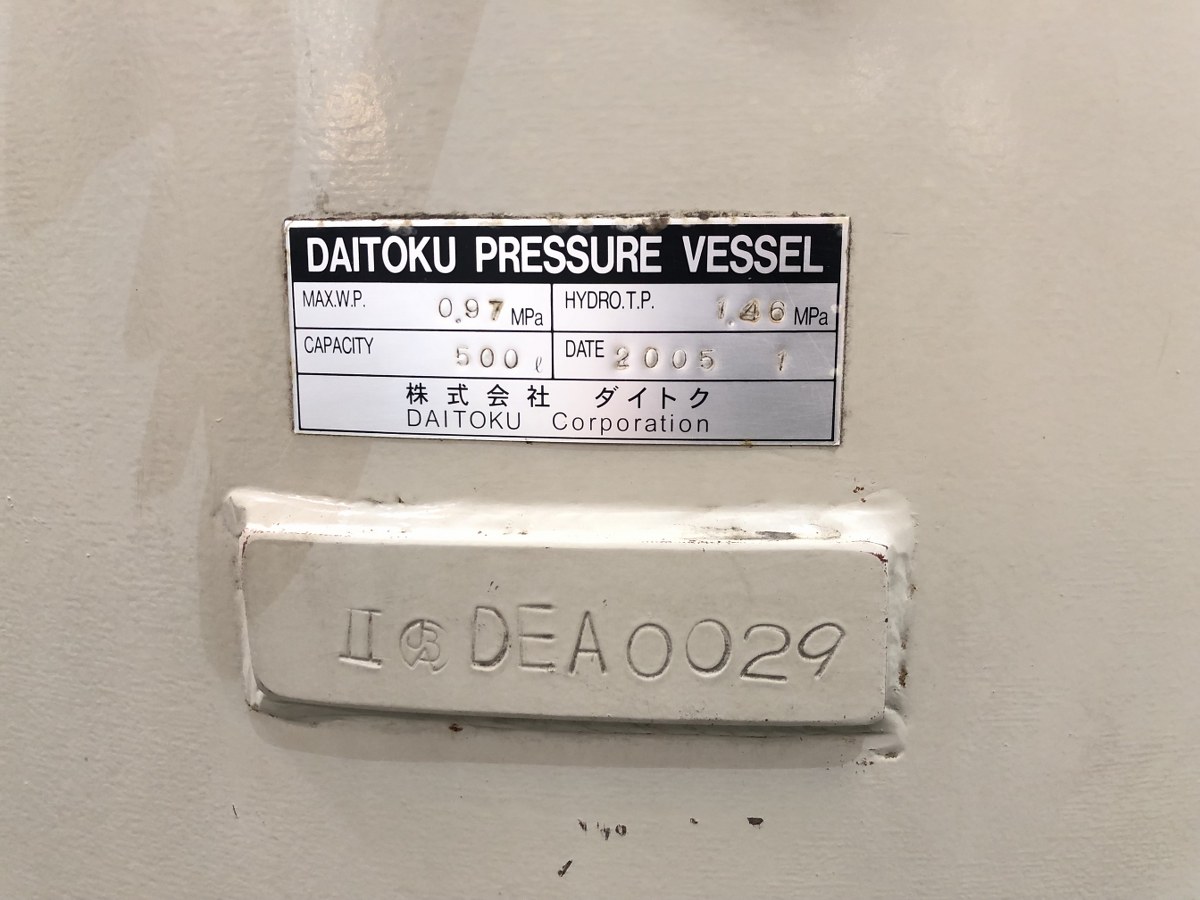 DAITOKU PRESSURE VESSEL
MAX.W.P. 0.97 MPa HYDRO.T.P. 1.46 MPa
CAPACITY 500 ℓ DATE 2005 1
株式会社 ダイトク
DAITOKU Corporation
II DEA0029